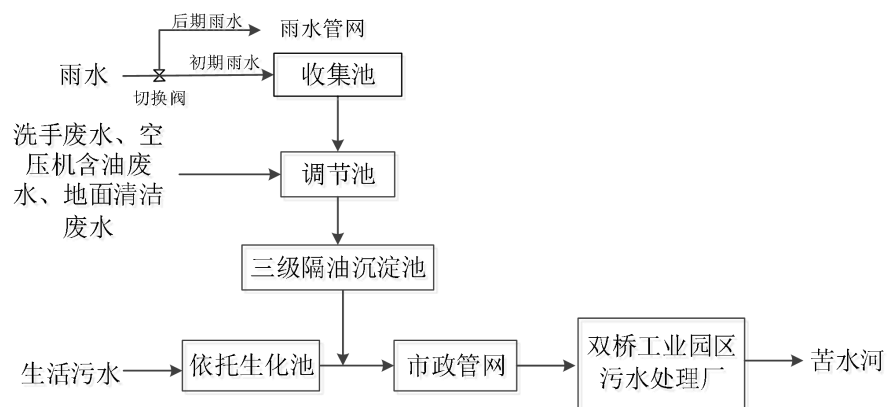 后期雨水
雨水管网
雨水
初期雨水
收集池
切换阀
洗手废水、空
压机含油废
水、地面清洁
废水
调节池
三级隔油沉淀池
生活污水
依托生化池
市政管网
双桥工业园区
污水处理厂
苦水河